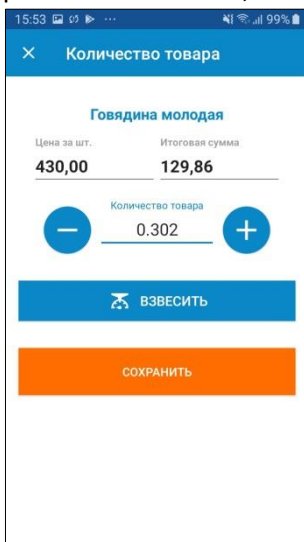 15:53 ... 99%
× Количество товара
Говядина молодая
Цена за шт. Итоговая сумма
430,00 129,86
Количество товара
− 0.302 +
ВЗВЕСИТЬ
СОХРАНИТЬ